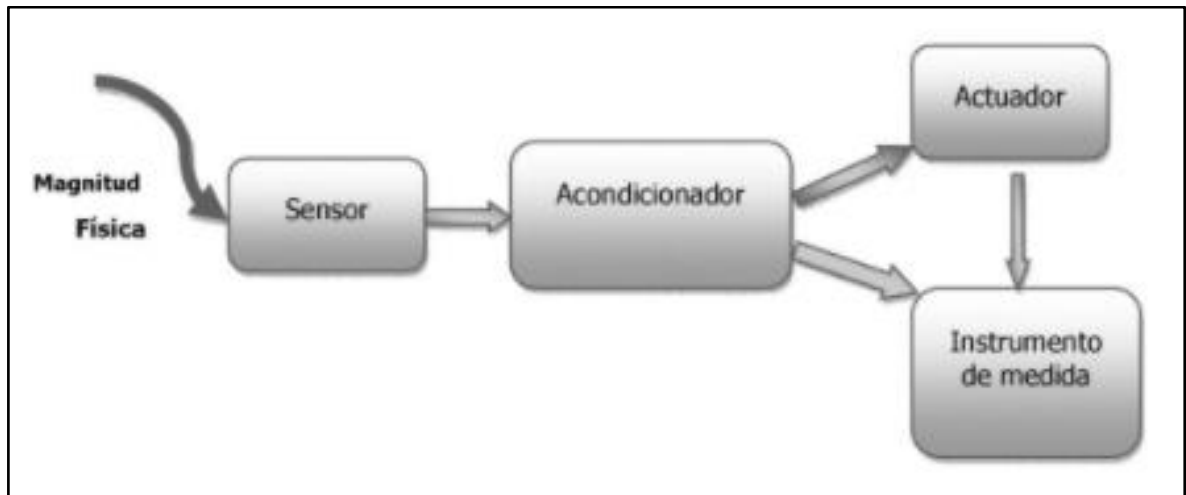 Magnitud
Física
Sensor
Acondicionador
Actuador
Instrumento
de medida